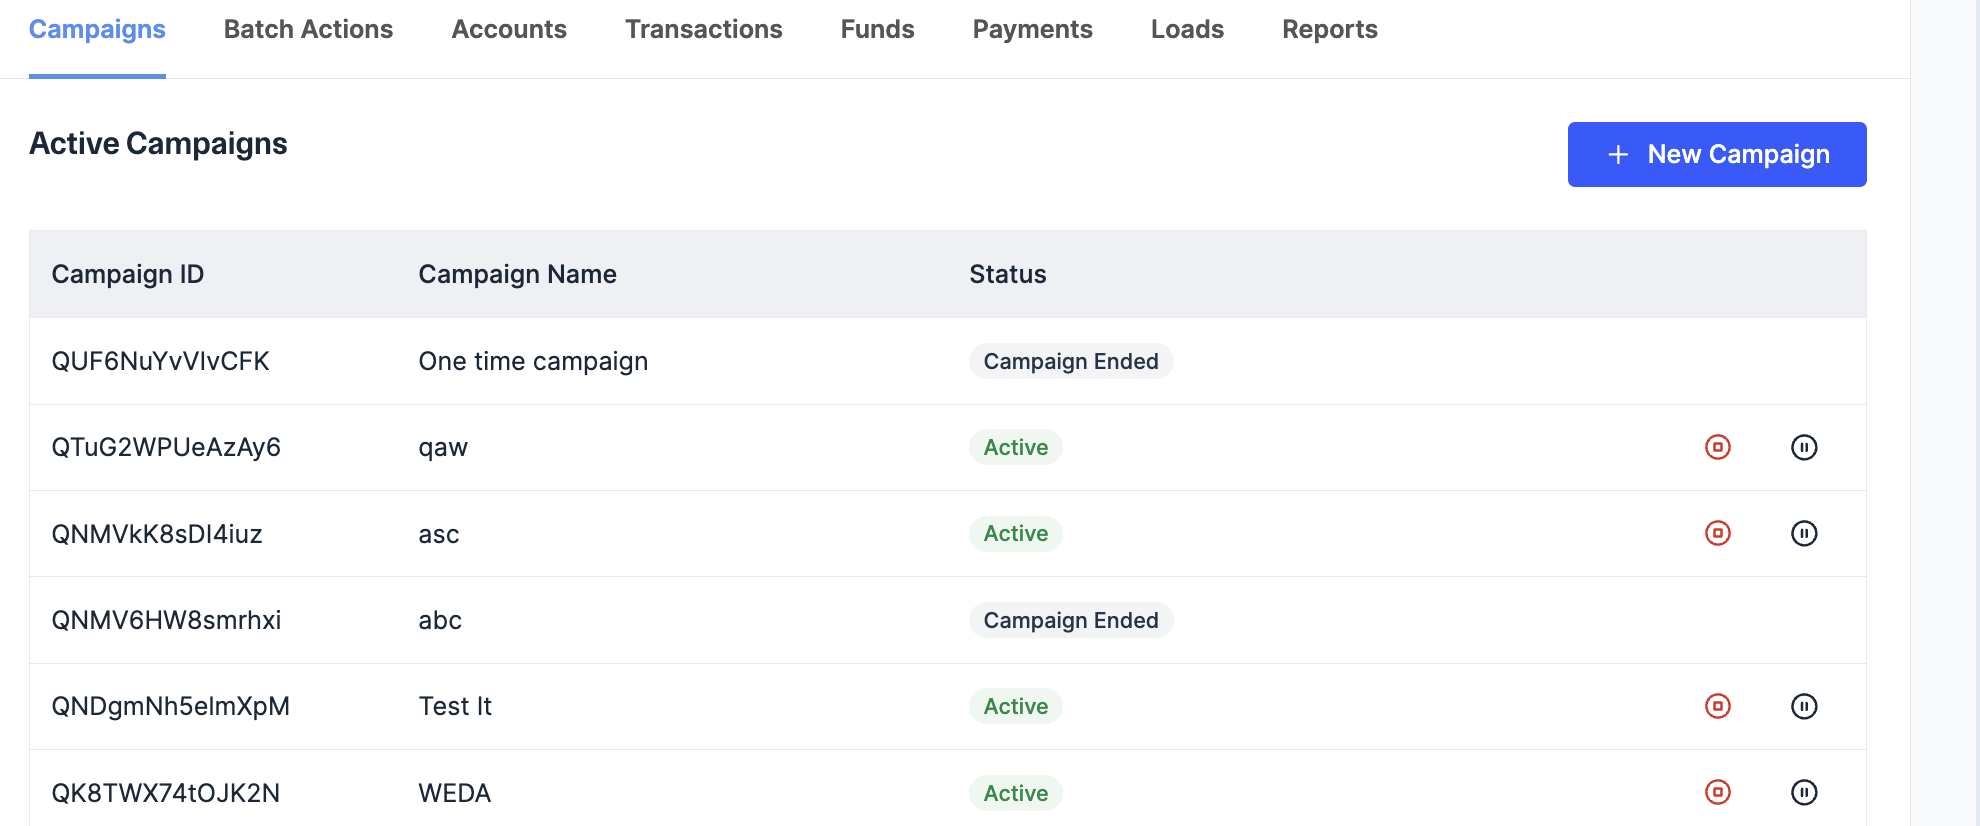 Campaigns Batch Actions Accounts Transactions Funds Payments Loads Reports
Active Campaigns
+ New Campaign
Campaign ID Campaign Name Status
QUF6NuYvVIvCFK One time campaign Campaign Ended
QTuG2WPUeAzAy6 qaw Active
QNMVkK8sDI4iuz asc Active
QNMV6HW8smrhxi abc Campaign Ended
QNDgmNh5elmXpM Test It Active
QK8TWX74tOJK2N WEDA Active